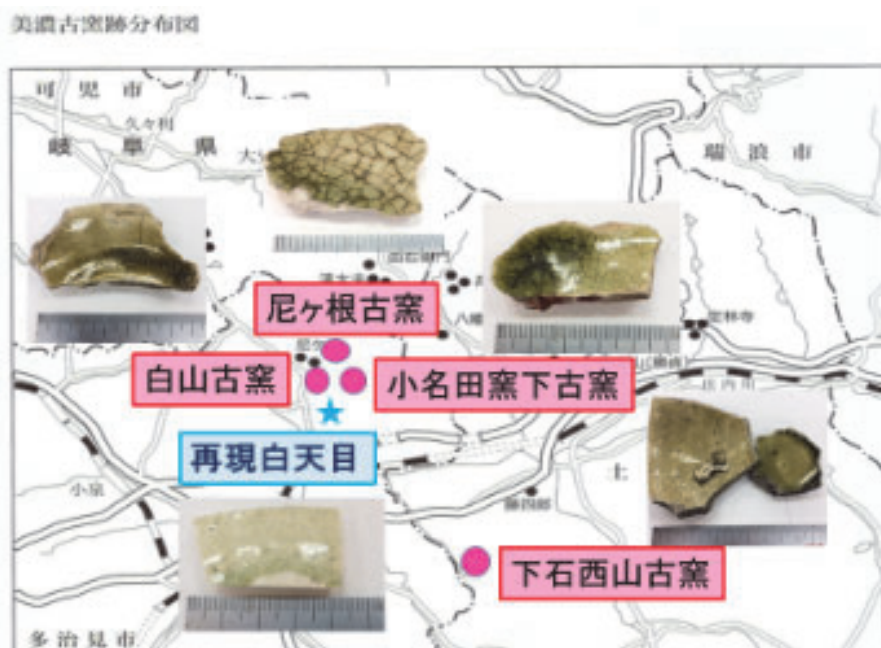 美濃古窯跡分布図
可児市
久々利
岐阜県
瑞浪市
尼ヶ根古窯
白山古窯
小名田窯下古窯
再現白天目
小泉
土
下石西山古窯
多治見市